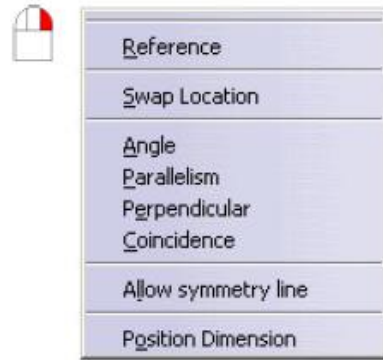 Reference
Swap Location
Angle
Parallelism
Perpendicular
Coincidence
Allow symmetry line
Position Dimension